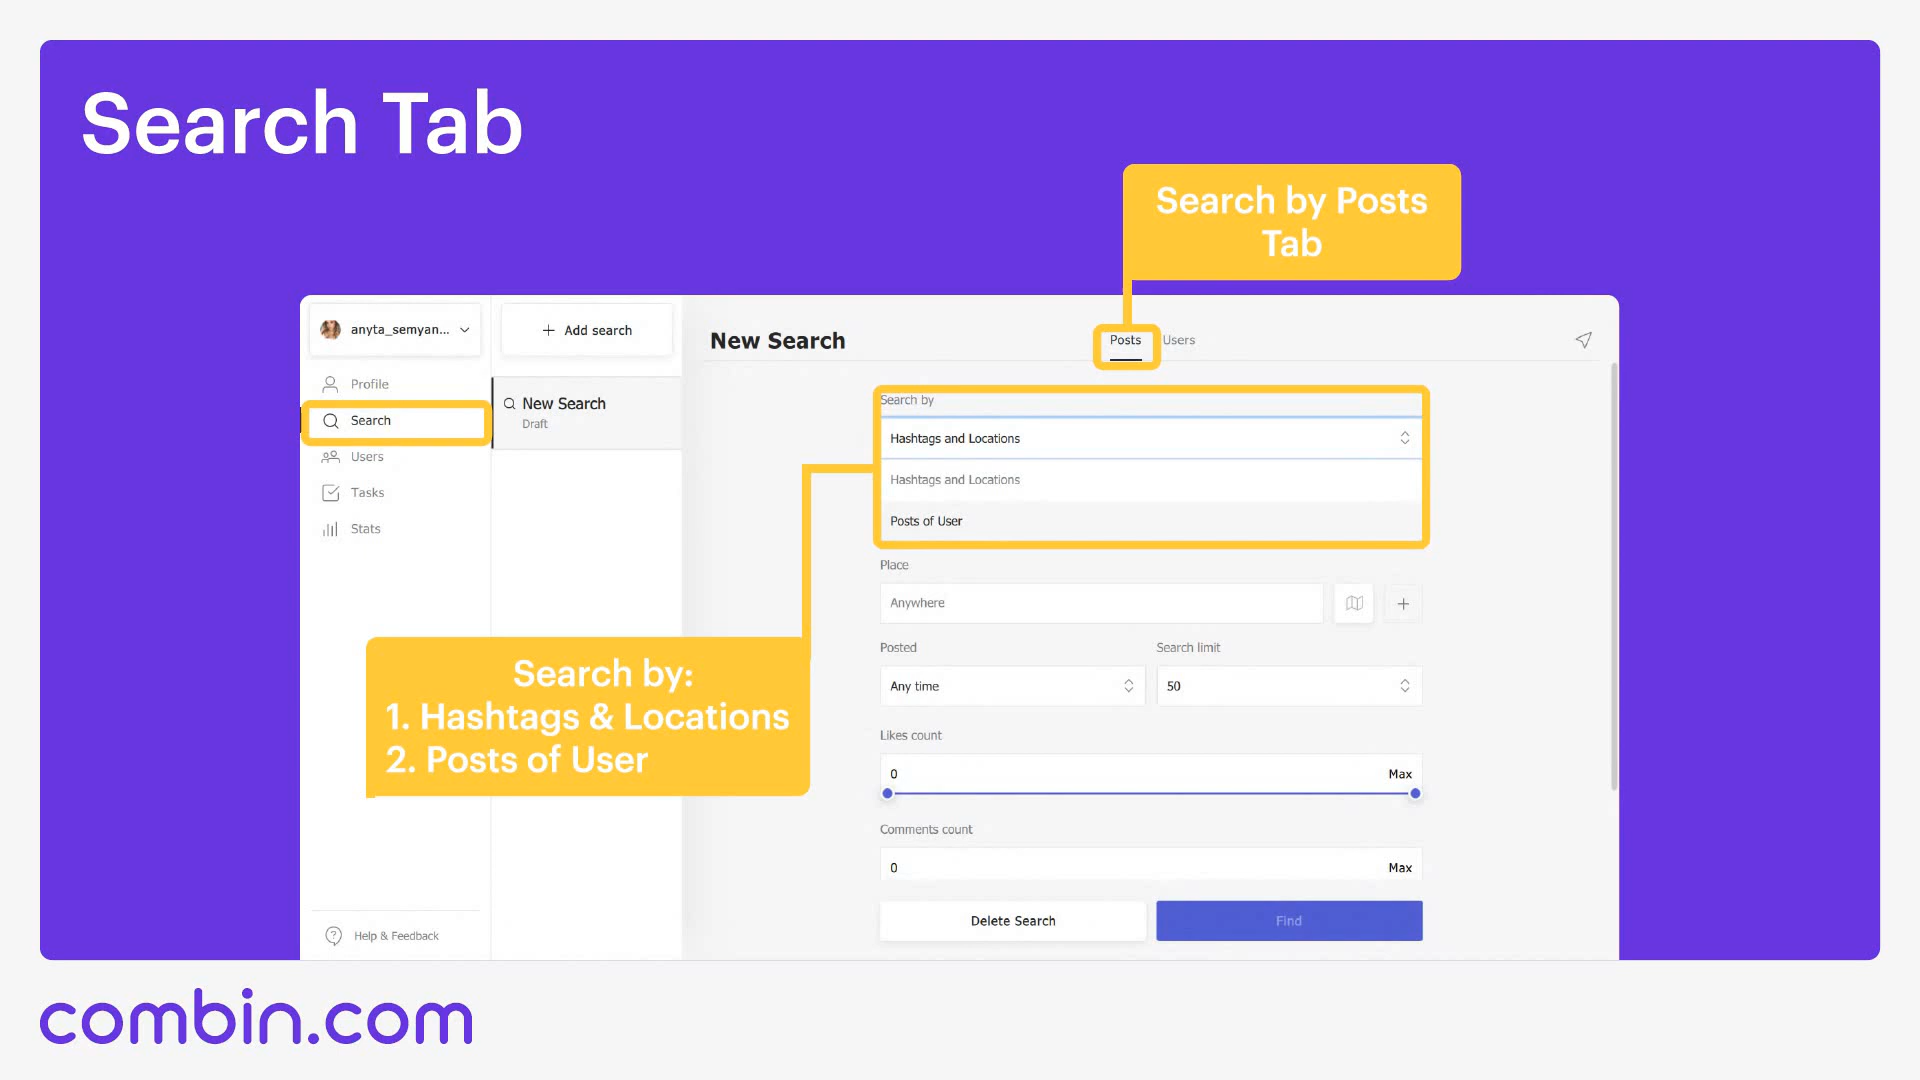 Search Tab
Search by Posts
Tab
anyta_semyan...
Add search
New Search
Posts
Users
Profile
Search
Users
Tasks
Stats
New Search
Draft
Search by
Hashtags and Locations
Hashtags and Locations
Posts of User
Place
Anywhere
Posted
Search limit
Any time
50
Search by:
1. Hashtags & Locations
2. Posts of User
Likes count
0
Max
Comments count
0
Max
Delete Search
Find
Help & Feedback
combin.com